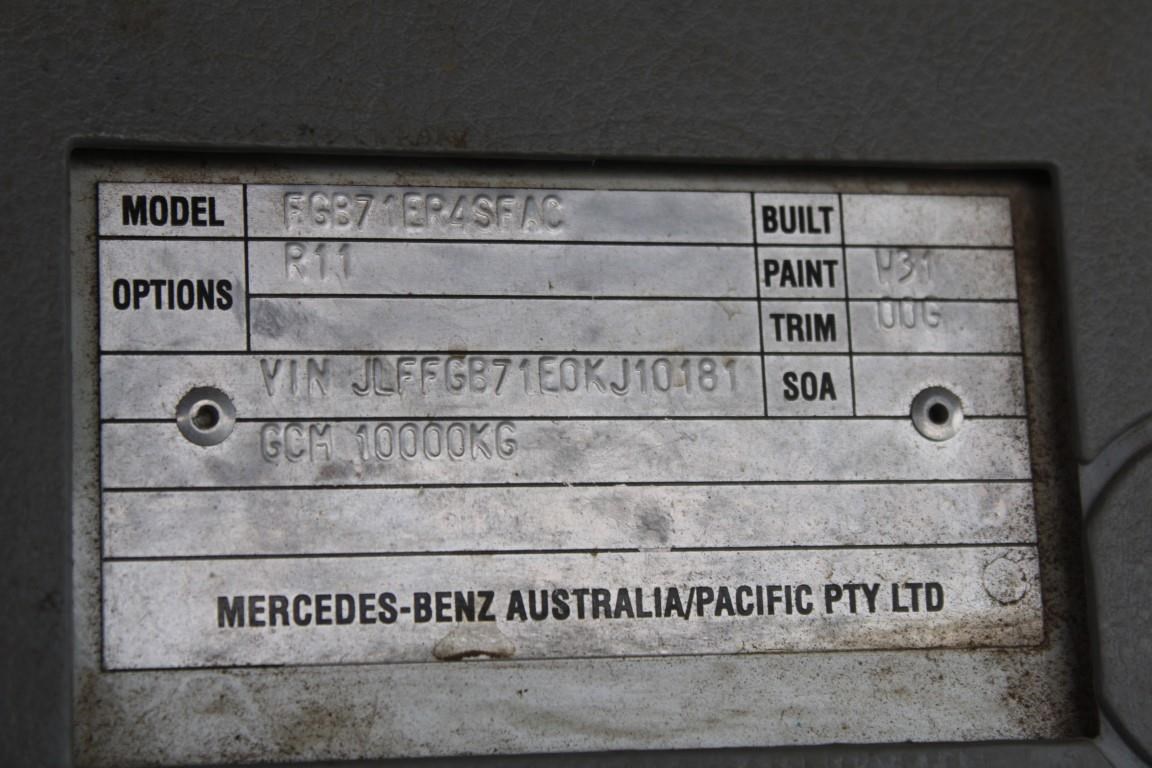 MODEL FGB71ER4SFAC BUILT
OPTIONS R11 PAINT W31
TRIM 00G
VIN JLFFGB71E0KJ10181 SOA
GCM 10000KG
MERCEDES-BENZ AUSTRALIA/PACIFIC PTY LTD